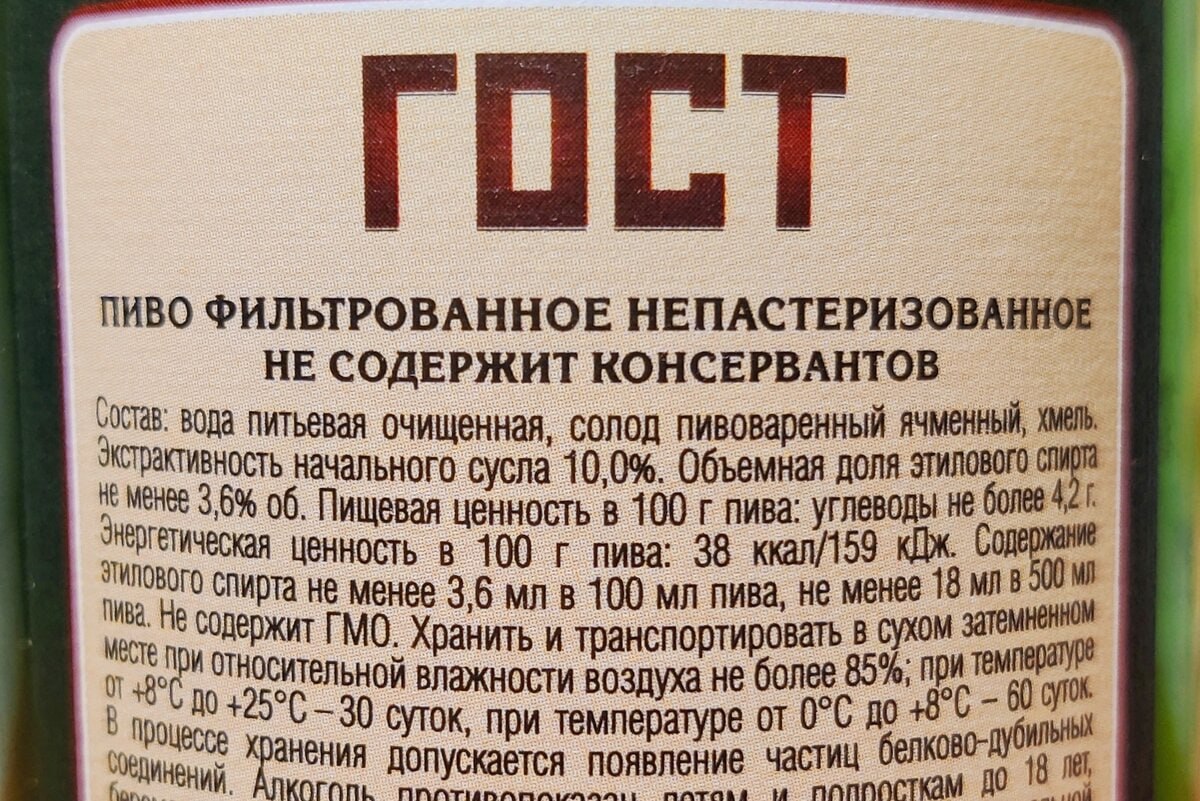 ГОСТ
ПИВО ФИЛЬТРОВАННОЕ НЕПАСТЕРИЗОВАННОЕ
НЕ СОДЕРЖИТ КОНСЕРВАНТОВ
Состав: вода питьевая очищенная, солод пивоваренный ячменный, хмель.
Экстрактивность начального сусла 10,0%. Объемная доля этилового спирта
не менее 3,6% об. Пищевая ценность в 100 г пива: углеводы не более 4,2 г.
Энергетическая ценность в 100 г пива: 38 ккал/159 кДж. Содержание
этилового спирта не менее 3,6 мл в 100 мл пива, не менее 18 мл в 500 мл
пива. Не содержит ГМО. Хранить и транспортировать в сухом затемненном
месте при относительной влажности воздуха не более 85%; при температуре
от +8°С до +25°С – 30 суток, при температуре от 0°С до +8°С – 60 суток.
В процессе хранения допускается появление частиц белково-дубильных
соединений. Алкоголь противопоказан детям и подросткам до 18 лет,